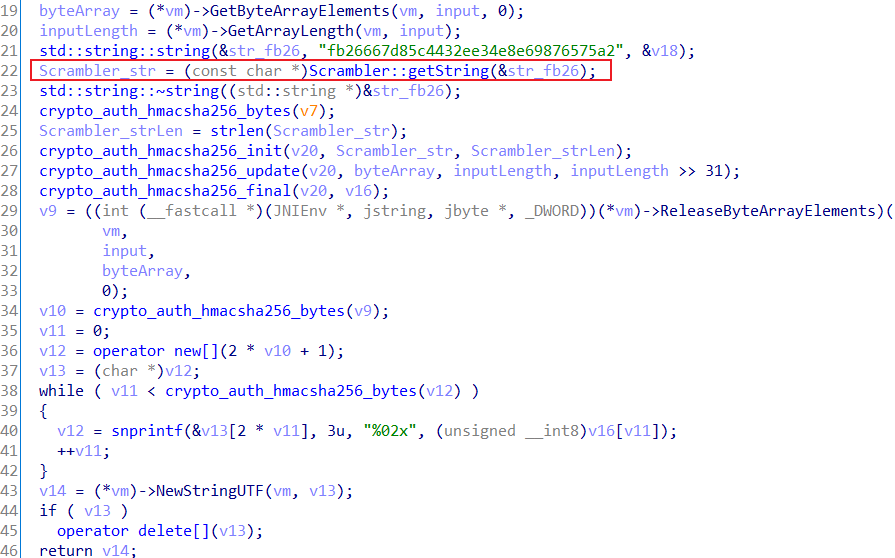 19 byteArray = (*vm)->GetByteArrayElements(vm, input, 0);
20 inputLength = (*vm)->GetArrayLength(vm, input);
21 std::string::string(&str_fb26, "fb26667d85c4432ee34e8e69876575a2", &v18);
22 Scrambler_str = (const char *)Scrambler::getString(&str_fb26);
23 std::string::~string((std::string *)&str_fb26);
24 crypto_auth_hmacsha256_bytes(v7);
25 Scrambler_strLen = strlen(Scrambler_str);
26 crypto_auth_hmacsha256_init(v20, Scrambler_str, Scrambler_strLen);
27 crypto_auth_hmacsha256_update(v20, byteArray, inputLength, inputLength >> 31);
28 crypto_auth_hmacsha256_final(v20, v16);
29 v9 = ((int (__fastcall *)(JNIEnv *, jstring, jbyte *, _DWORD))(*vm)->ReleaseByteArrayElements)(
30 vm,
31 input,
32 byteArray,
33 0);
34 v10 = crypto_auth_hmacsha256_bytes(v9);
35 v11 = 0;
36 v12 = operator new[](2 * v10 + 1);
37 v13 = (char *)v12;
38 while ( v11 < crypto_auth_hmacsha256_bytes(v12) )
39 {
40 v12 = snprintf(&v13[2 * v11], 3u, "%02x", (unsigned __int8)v16[v11]);
41 ++v11;
42 }
43 v14 = (*vm)->NewStringUTF(vm, v13);
44 if ( v13 )
45 operator delete[](v13);
46 return v14;